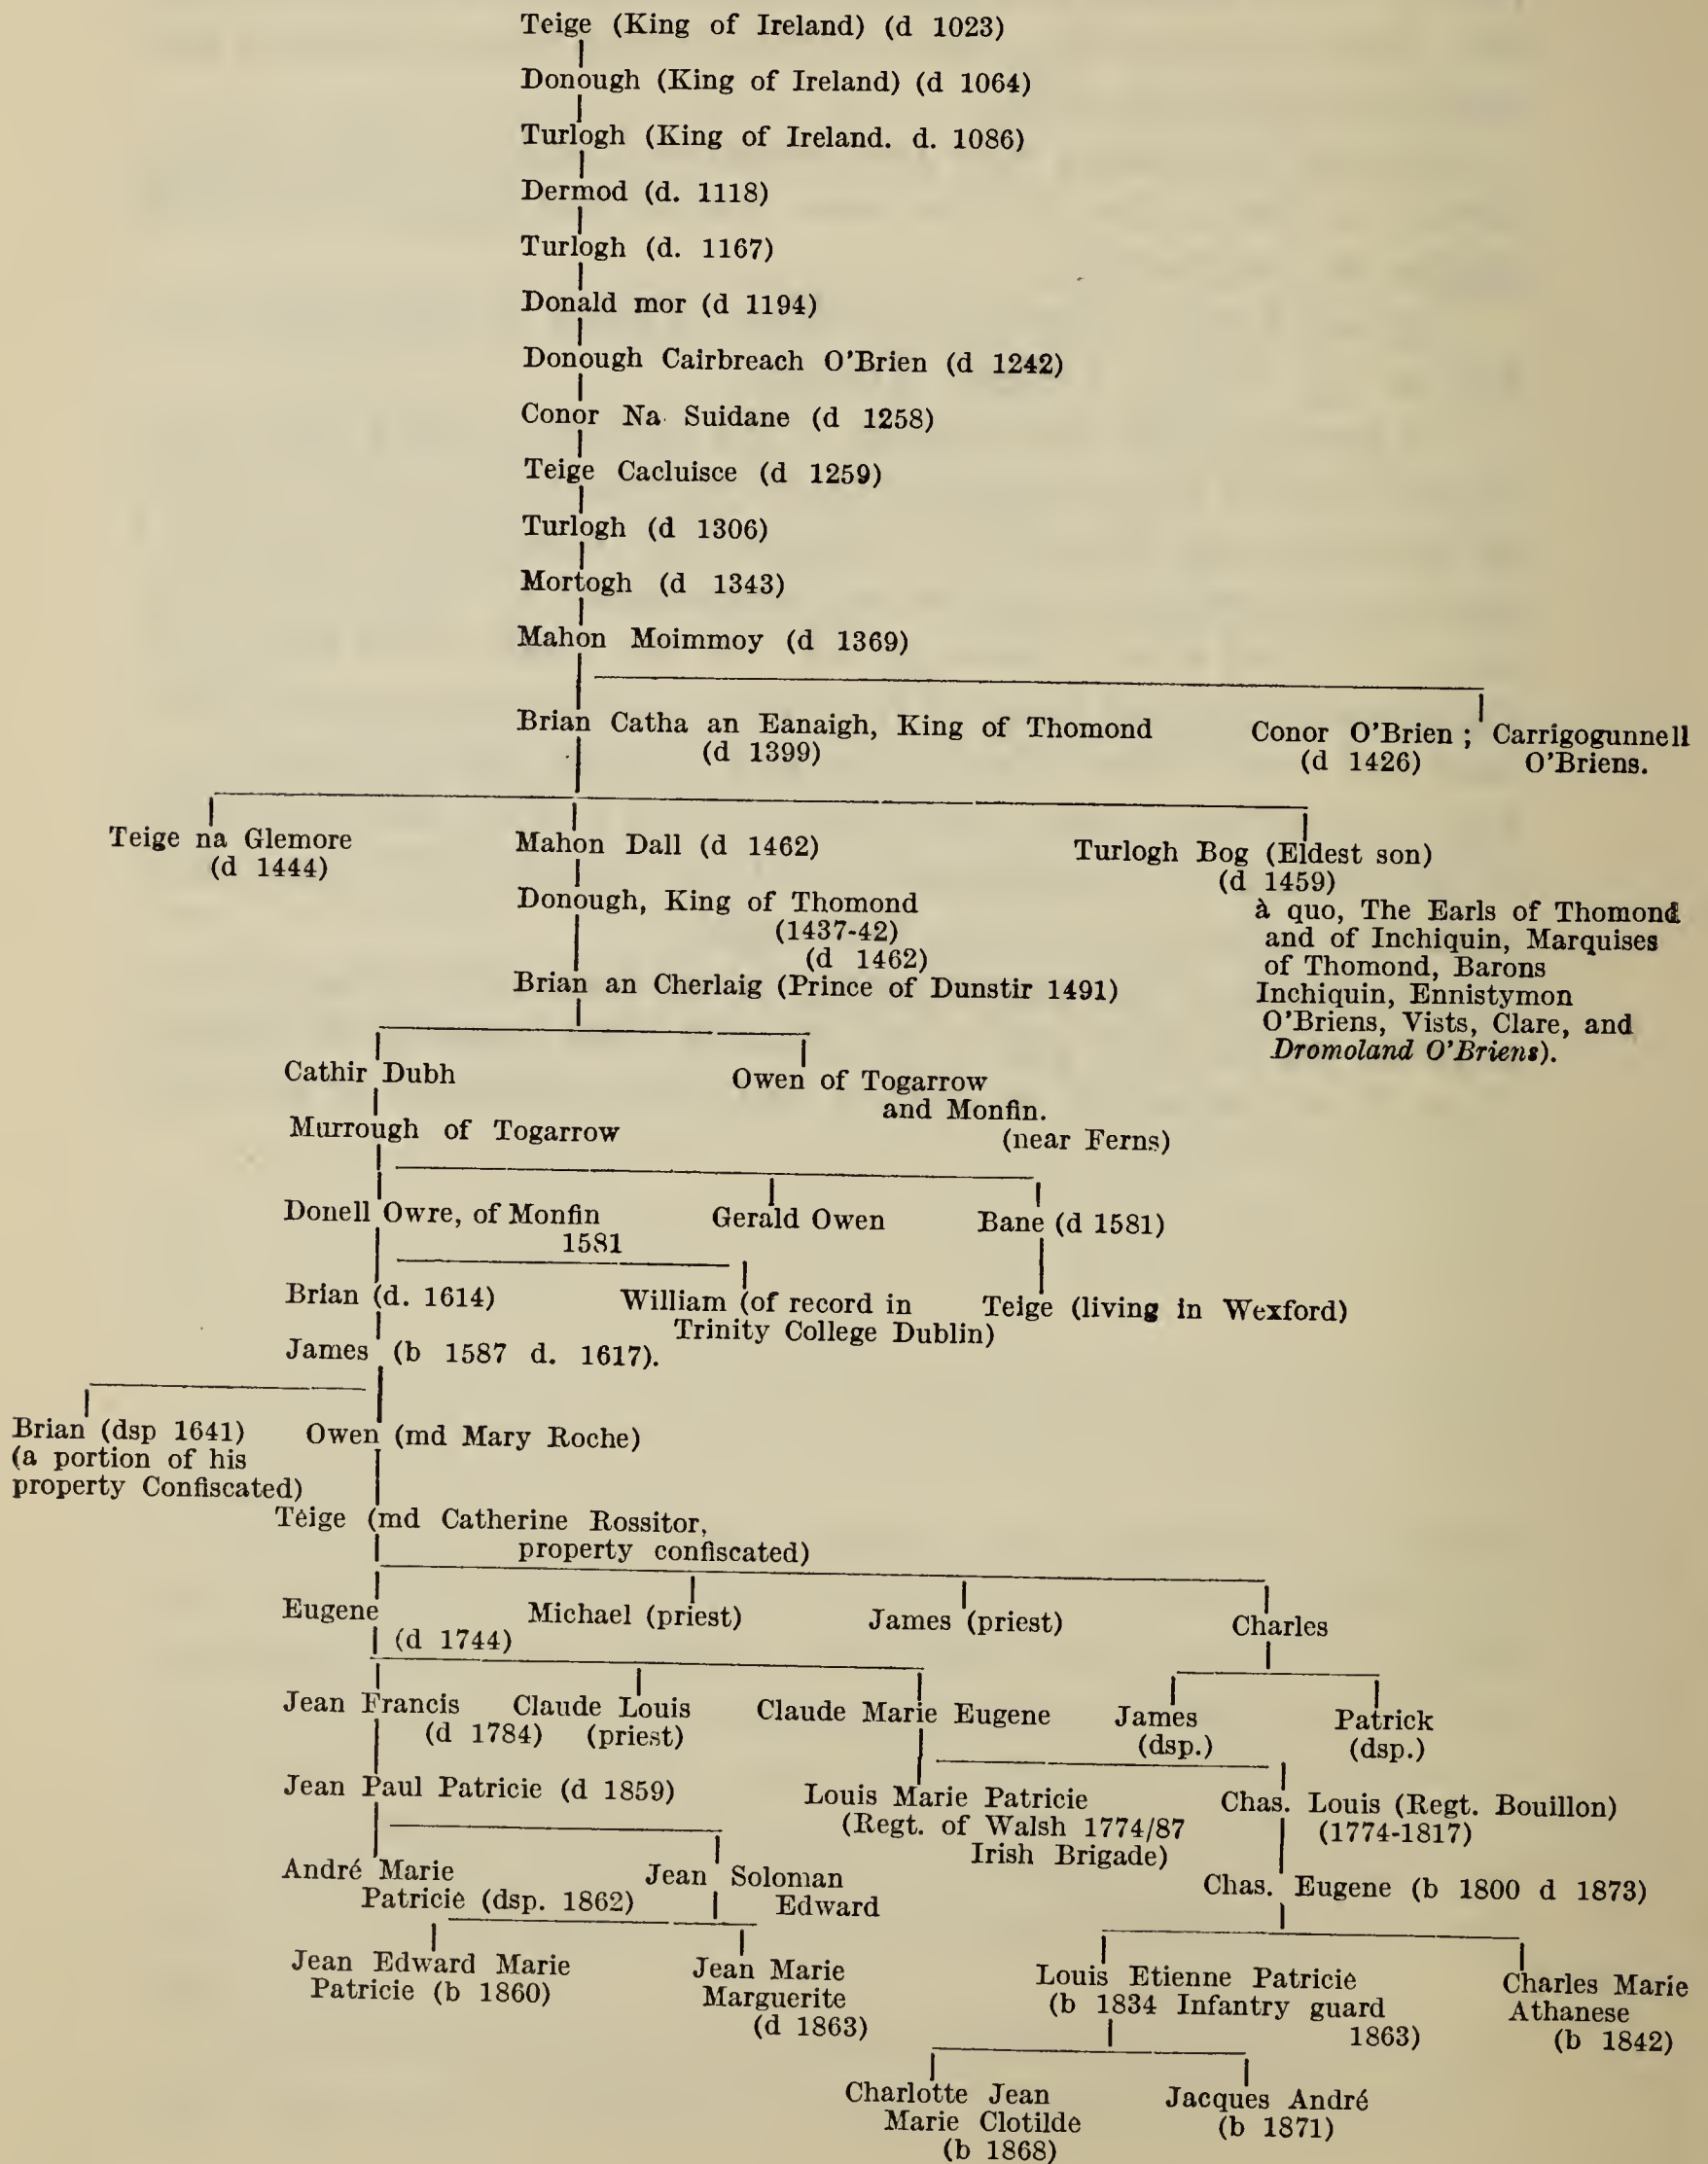 Teige (King of Ireland) (d 1023)
Donough (King of Ireland) (d 1064)
Turlogh (King of Ireland. d. 1086)
Dermod (d. 1118)
Turlogh (d. 1167)
Donald mor (d 1194)
Donough Cairbreach O'Brien (d 1242)
Conor Na Suidane (d 1258)
Teige Cacluisce (d 1259)
Turlogh (d 1306)
Mortogh (d 1343)
Mahon Moimmoy (d 1369)
Brian Catha an Eanaigh, King of Thomond
(d 1399)
Conor O'Brien ; Carrigogunnell
(d 1426) O'Briens.
Teige na Glemore
(d 1444)
Mahon Dall (d 1462)
Turlogh Bog (Eldest son)
(d 1459)
à quo, The Earls of Thomond
and of Inchiquin, Marquises
of Thomond, Barons
Inchiquin, Ennistymon
O'Briens, Vists, Clare, and
Dromoland O'Briens).
Donough, King of Thomond
(1437-42)
(d 1462)
Brian an Cherlaig (Prince of Dunstir 1491)
Cathir Dubh
Owen of Togarrow
and Monfin.
(near Ferns)
Murrough of Togarrow
Donell Owre, of Monfin
1581
Gerald Owen
Bane (d 1581)
Brian (d. 1614)
William (of record in
Trinity College Dublin)
Teige (living in Wexford)
James (b 1587 d. 1617).
Brian (dsp 1641)
(a portion of his
property Confiscated)
Owen (md Mary Roche)
Teige (md Catherine Rossitor,
property confiscated)
Eugene
(d 1744)
Michael (priest)
James (priest)
Charles
Jean Francis
(d 1784)
Claude Louis
(priest)
Claude Marie Eugene
James
(dsp.)
Patrick
(dsp.)
Jean Paul Patricie (d 1859)
Louis Marie Patricie
(Regt. of Walsh 1774/87
Irish Brigade)
Chas. Louis (Regt. Bouillon)
(1774-1817)
André Marie
Patricie (dsp. 1862)
Jean Soloman
Edward
Chas. Eugene (b 1800 d 1873)
Jean Edward Marie
Patricie (b 1860)
Jean Marie
Marguerite
(d 1863)
Louis Etienne Patricie
(b 1834 Infantry guard
1863)
Charles Marie
Athanese
(b 1842)
Charlotte Jean
Marie Clotilde
(b 1868)
Jacques André
(b 1871)